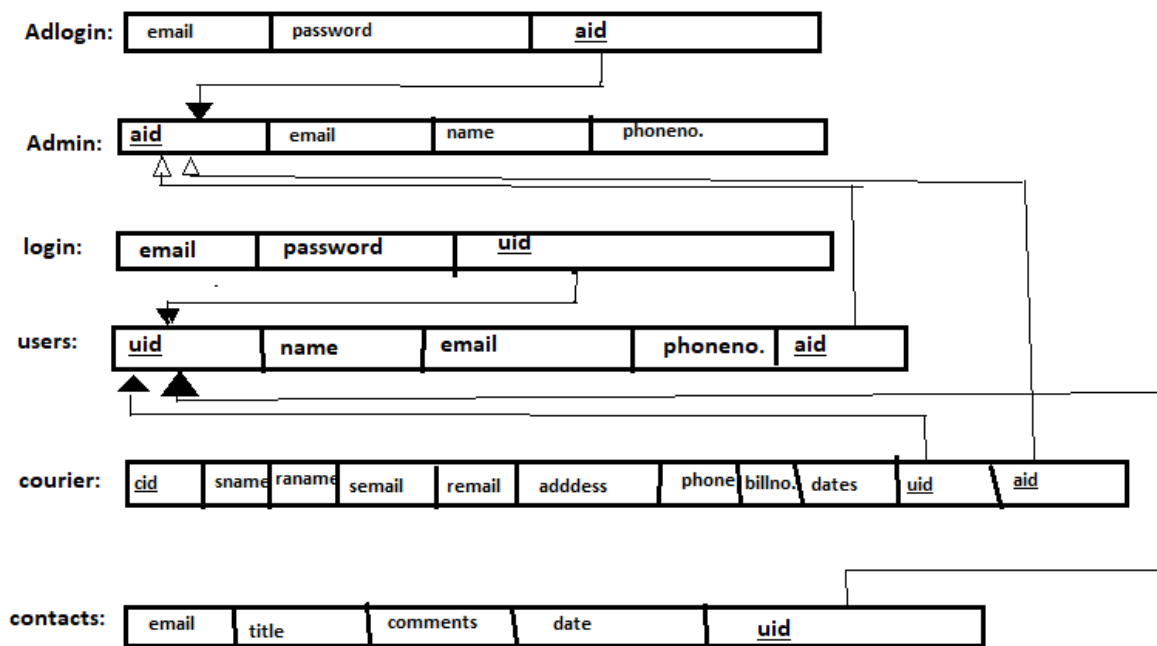 Adlogin: email password aid
Admin: aid email name phoneno.
login: email password uid
users: uid name email phoneno. aid
courier: cid sname raname semail remail adddess phone billno. dates uid aid
contacts: email title comments date uid